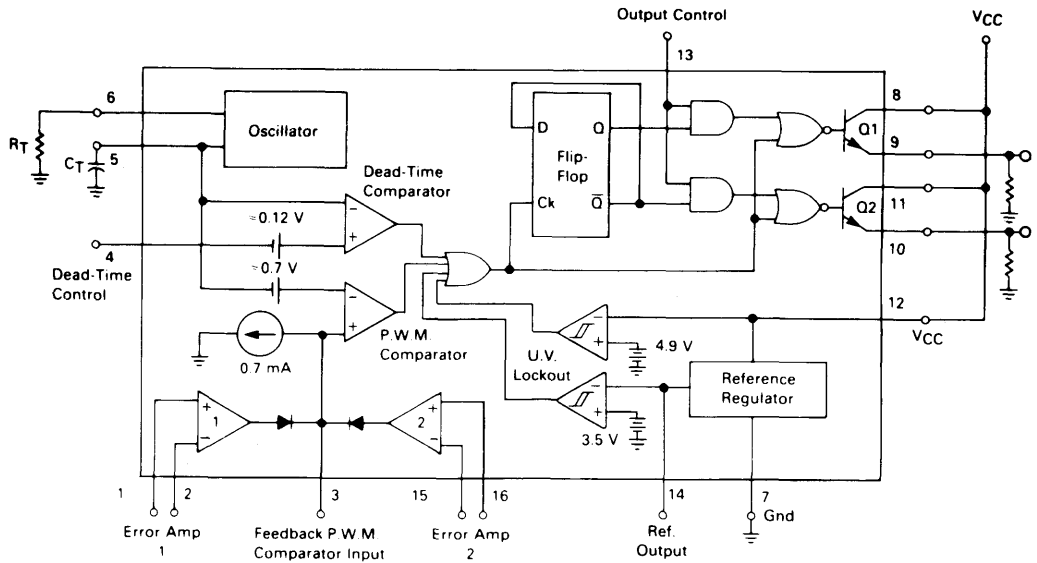 Output Control
VCC
13
6
8
Oscillator
D
Q
Q1
RT
5
CT
Flip-
Flop
9
Dead-Time
Comparator
Ck
Q
Q2
11
≈0.12 V
−
+
10
4
Dead-Time
Control
≈0.7 V
−
+
P.W.M.
Comparator
12
VCC
−
+
4.9 V
U.V.
Lockout
0.7 mA
Reference
Regulator
−
+
3.5 V
+
1
−
+
2
−
1
2
3
15
16
14
7
Gnd
Error Amp
1
Feedback P.W.M.
Comparator Input
Error Amp
2
Ref.
Output